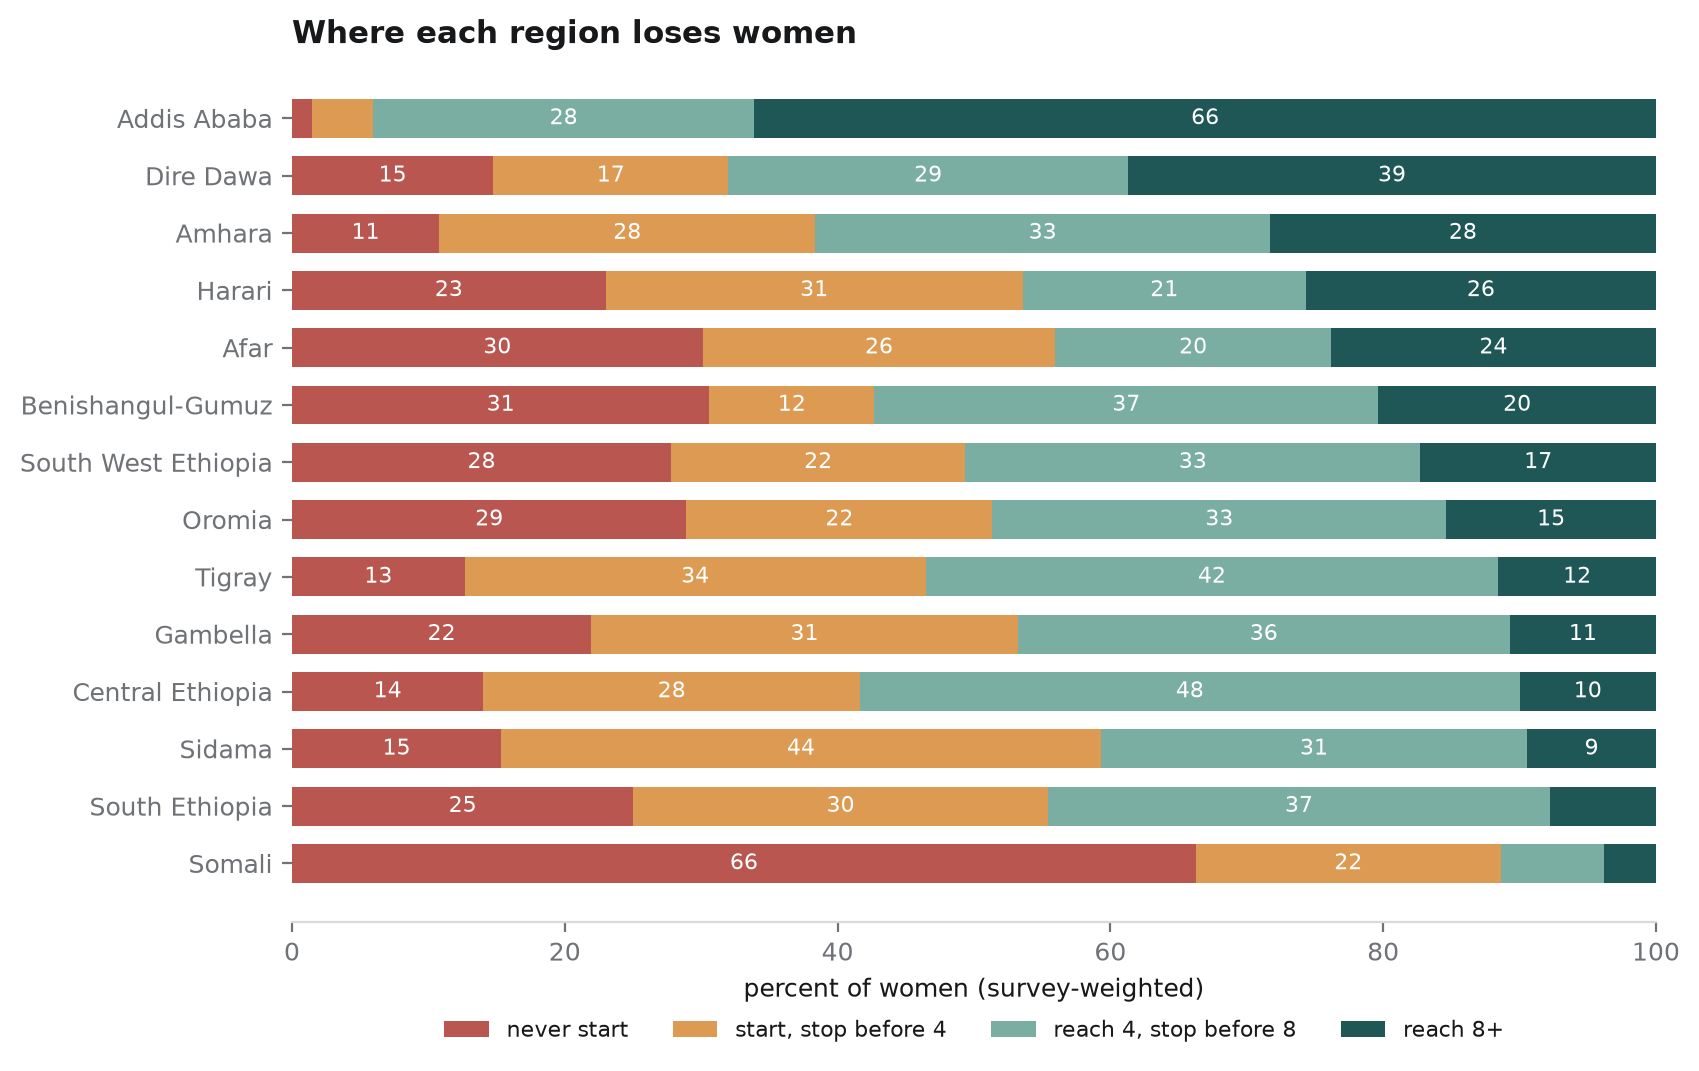 Where each region loses women
Addis Ababa 28 66
Dire Dawa 15 17 29 39
Amhara 11 28 33 28
Harari 23 31 21 26
Afar 30 26 20 24
Benishangul-Gumuz 31 12 37 20
South West Ethiopia 28 22 33 17
Oromia 29 22 33 15
Tigray 13 34 42 12
Gambella 22 31 36 11
Central Ethiopia 14 28 48 10
Sidama 15 44 31 9
South Ethiopia 25 30 37
Somali 66 22
0 20 40 60 80 100
percent of women (survey-weighted)
never start start, stop before 4 reach 4, stop before 8 reach 8+